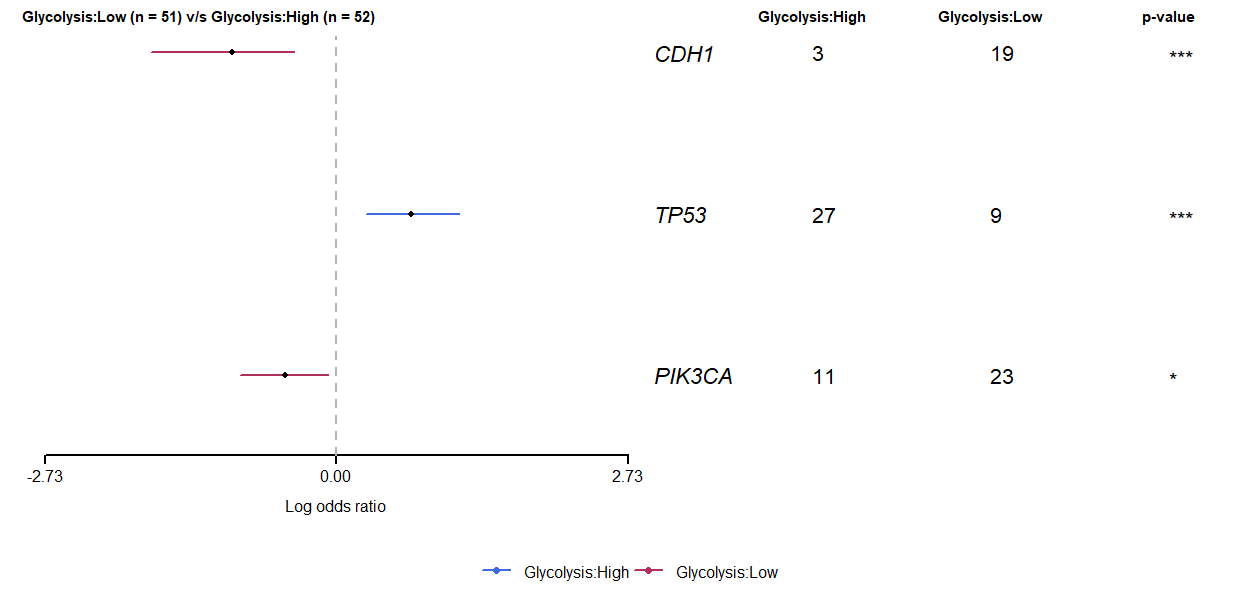 Glycolysis:Low (n = 51) v/s Glycolysis:High (n = 52) Glycolysis:High Glycolysis:Low p-value
CDH1 3 19 ***
TP53 27 9 ***
PIK3CA 11 23 *
-2.73 0.00 2.73
Log odds ratio
Glycolysis:High Glycolysis:Low